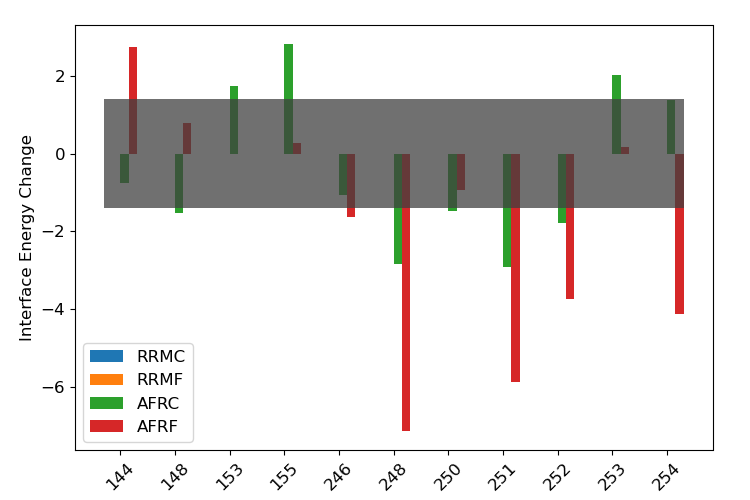 Interface Energy Change
2
0
−2
−4
−6
RRMC
RRMF
AFRC
AFRF
144 148 153 155 246 248 250 251 252 253 254